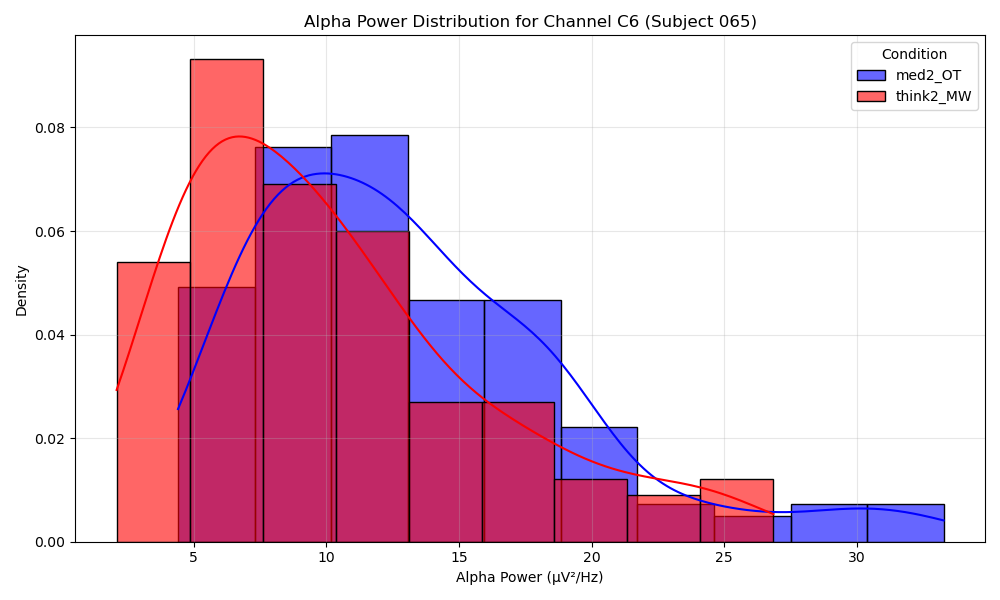 Alpha Power Distribution for Channel C6 (Subject 065)
Condition
med2_OT
think2_MW
Density
0.08
0.06
0.04
0.02
0.00
5 10 15 20 25 30
Alpha Power (µV²/Hz)